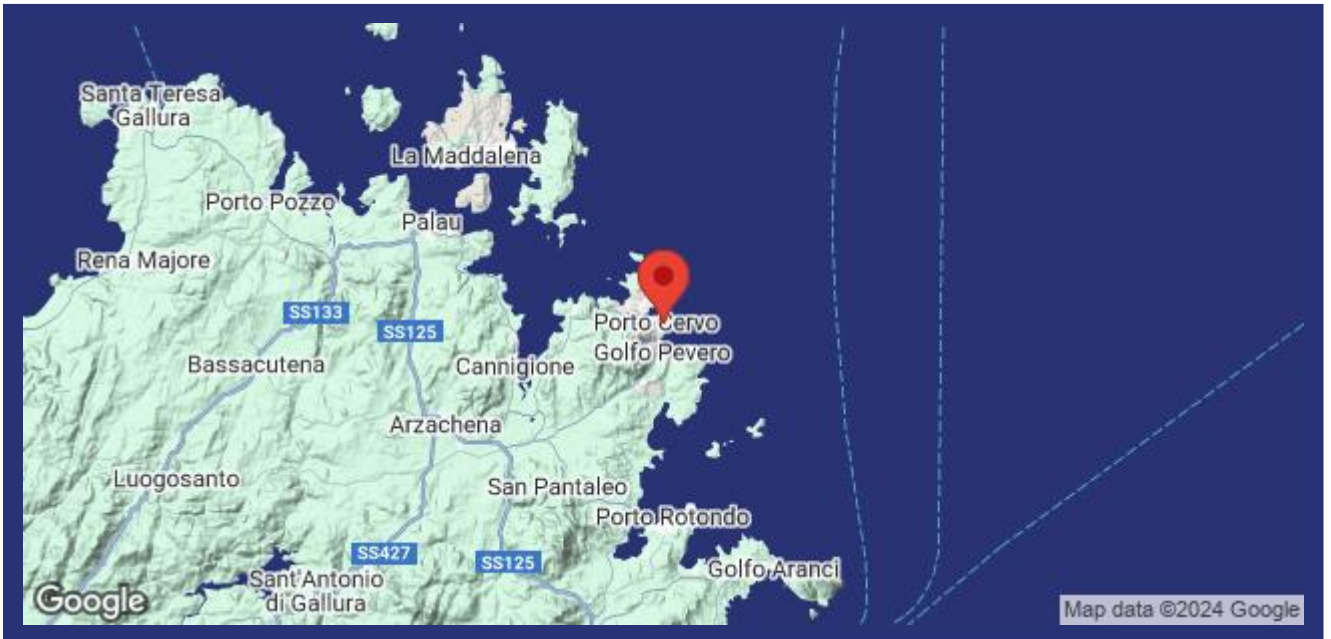 Santa Teresa
Gallura
La Maddalena
Porto Pozzo
Palau
Rena Majore
SS133
Porto Cervo
SS125
Golfo Pevero
Bassacutena
Cannigione
Arzachena
Luogosanto
San Pantaleo
Porto Rotondo
SS427
SS125
Golfo Aranci
Sant'Antonio
di Gallura
Google
Map data ©2024 Google